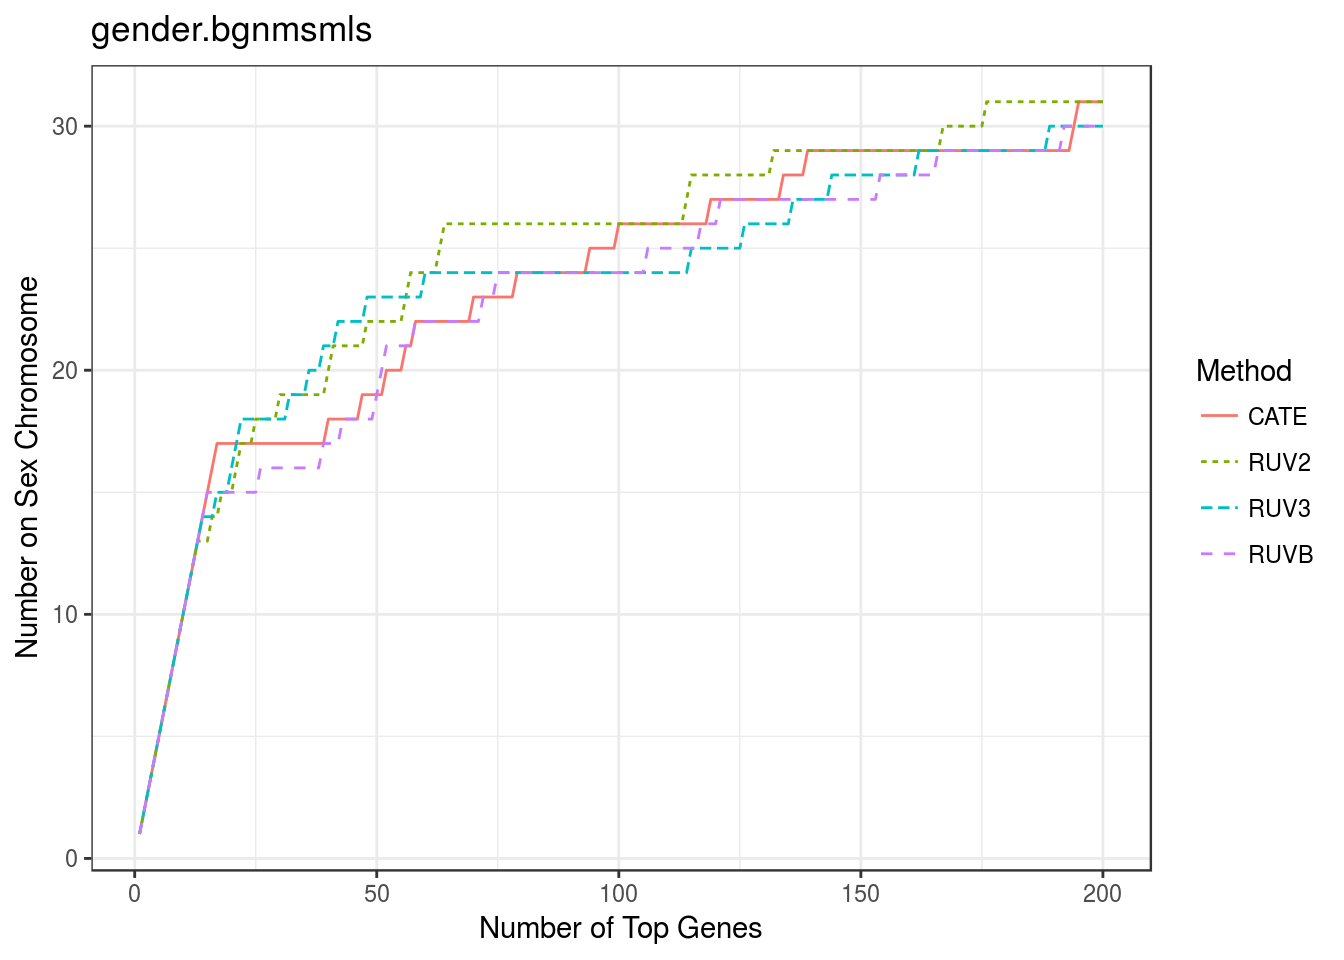 gender.bgnmsmls
Number on Sex Chromosome
30
20
10
0
0 50 100 150 200
Number of Top Genes
Method
CATE
RUV2
RUV3
RUVB